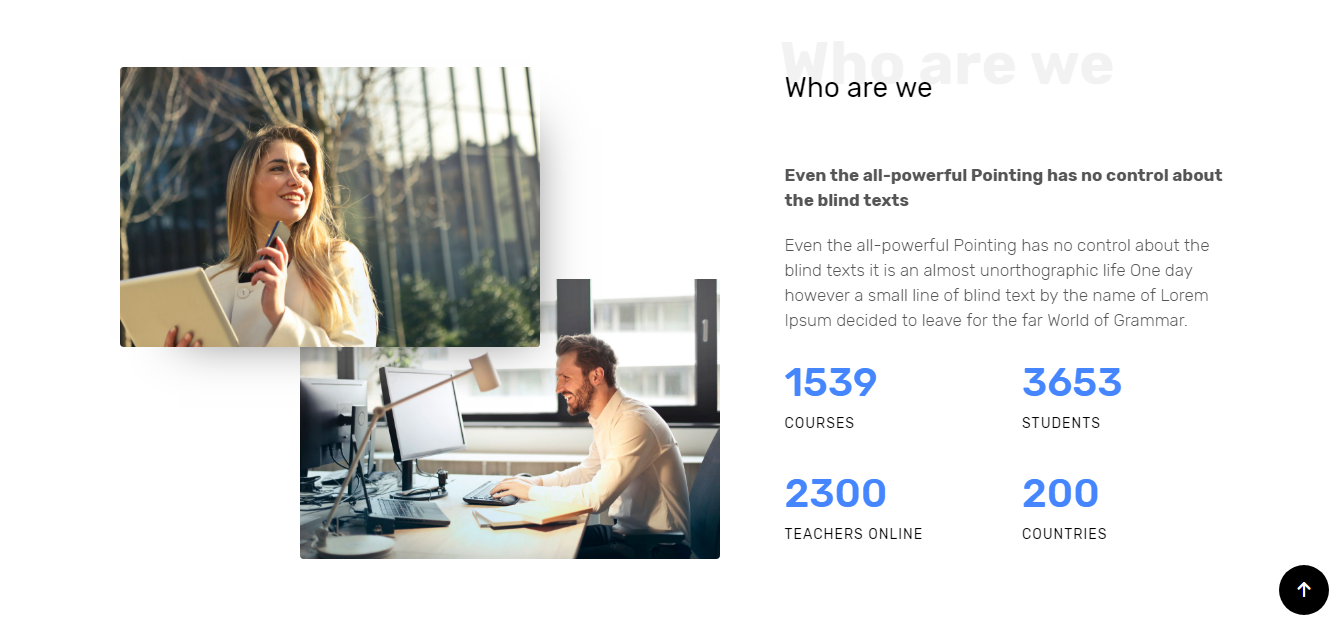 Who are we
Who are we
Even the all-powerful Pointing has no control about
the blind texts
Even the all-powerful Pointing has no control about the
blind texts it is an almost unorthographic life One day
however a small line of blind text by the name of Lorem
Ipsum decided to leave for the far World of Grammar.
1539
COURSES
3653
STUDENTS
2300
TEACHERS ONLINE
200
COUNTRIES